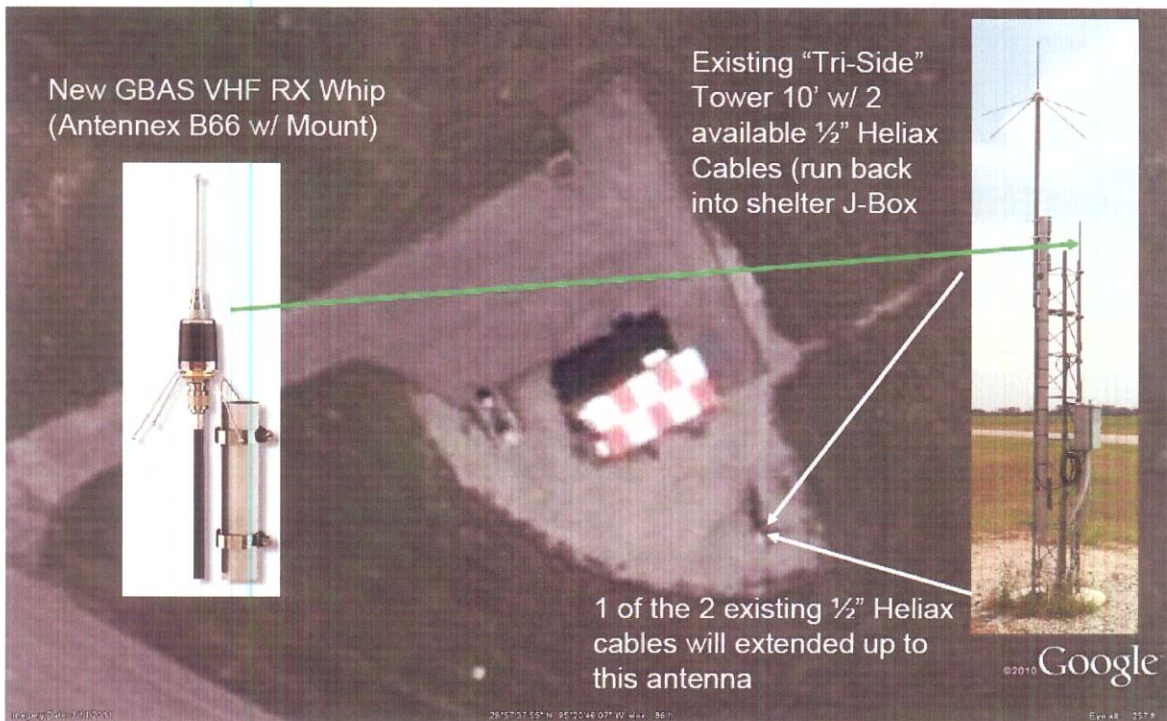 New GBAS VHF RX Whip
(Antennex B66 w/ Mount)
Existing “Tri-Side”
Tower 10’ w/ 2
available ½” Heliax
Cables (run back
into shelter J-Box
1 of the 2 existing ½” Heliax
cables will extended up to
this antenna
©2010 Google